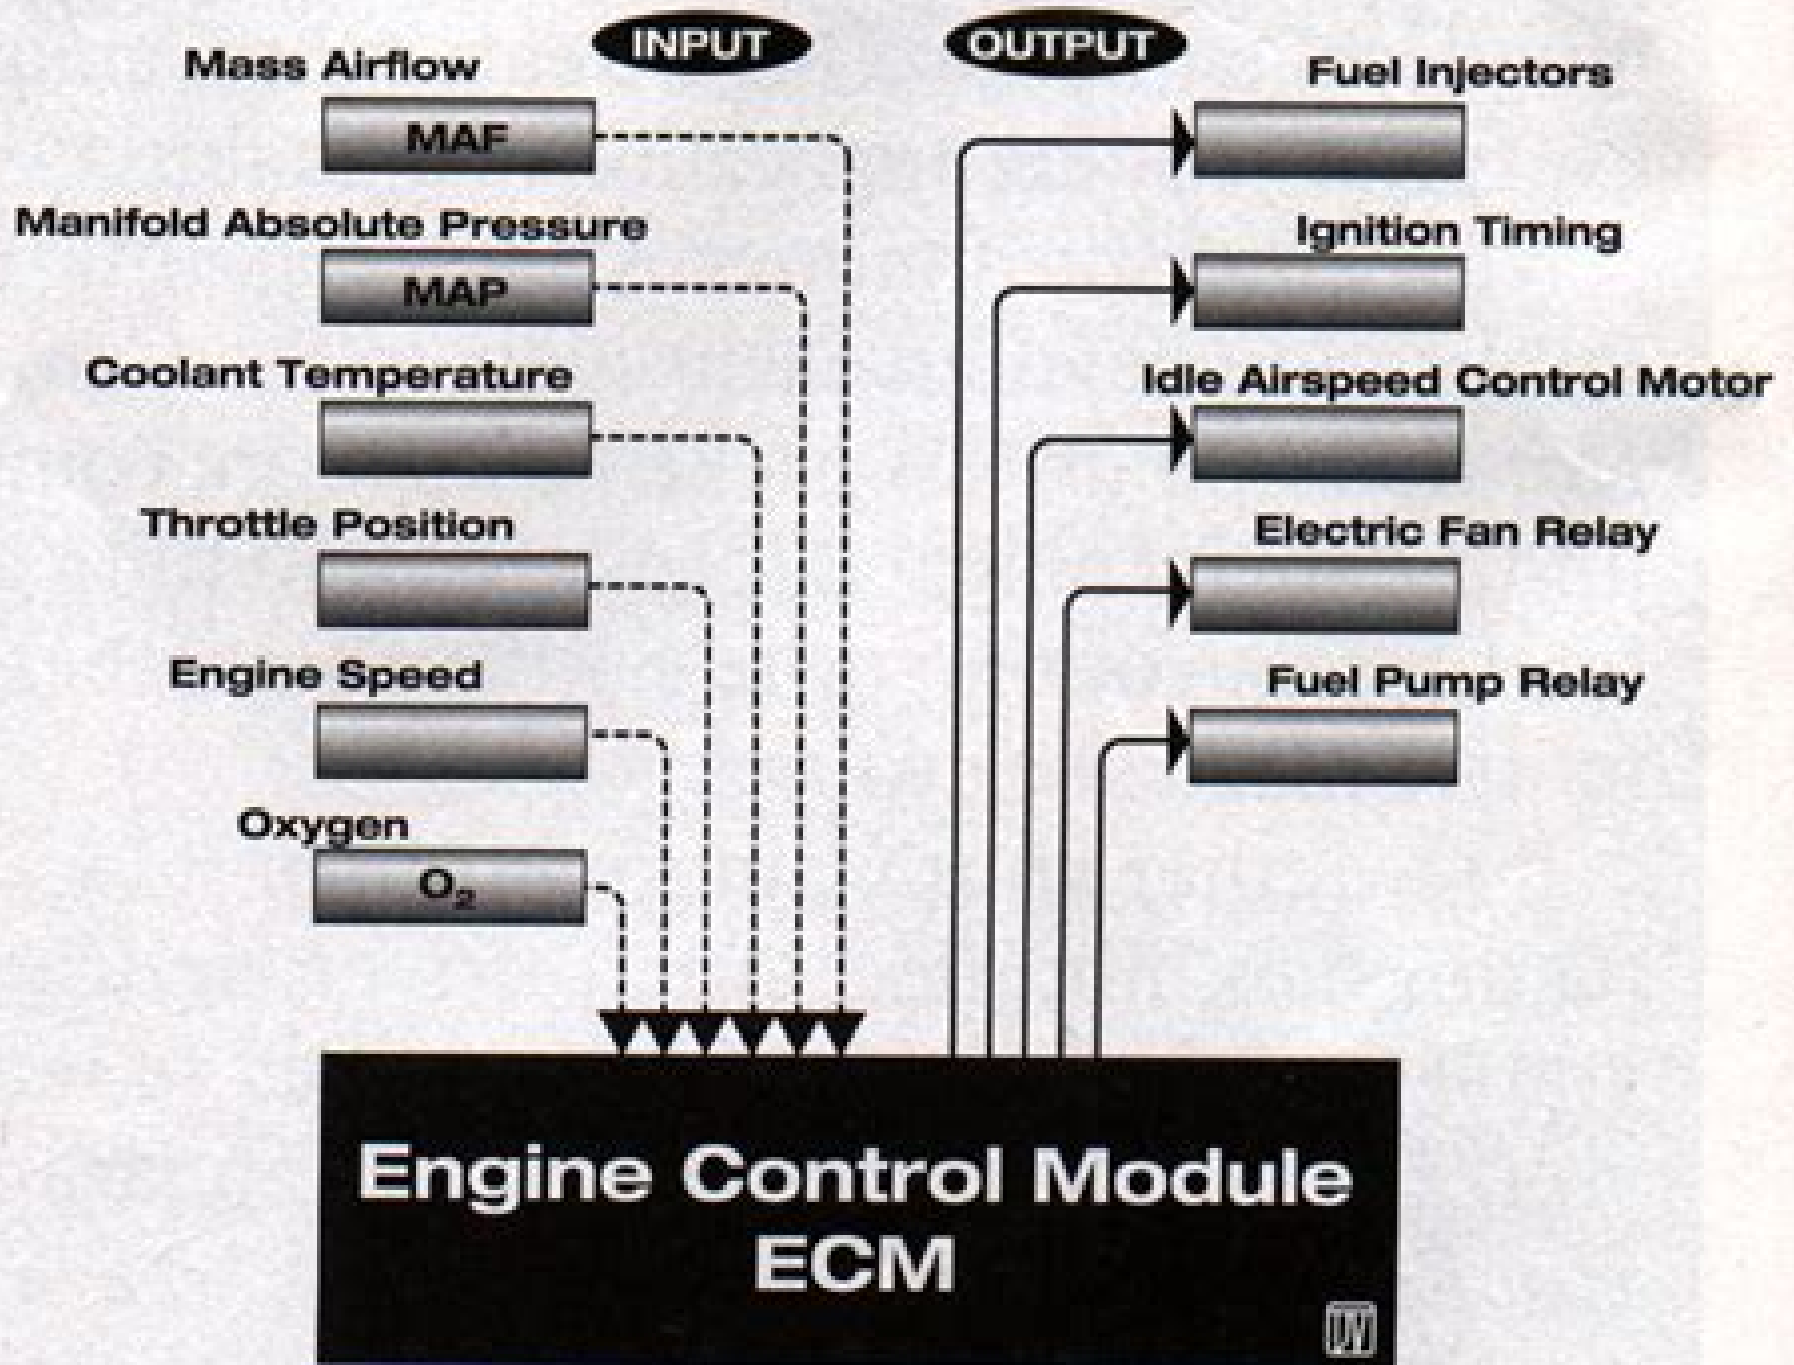 INPUT
OUTPUT
Mass Airflow
MAF
Manifold Absolute Pressure
MAP
Coolant Temperature
Throttle Position
Engine Speed
Oxygen
O₂
Fuel Injectors
Ignition Timing
Idle Airspeed Control Motor
Electric Fan Relay
Fuel Pump Relay
Engine Control Module
ECM